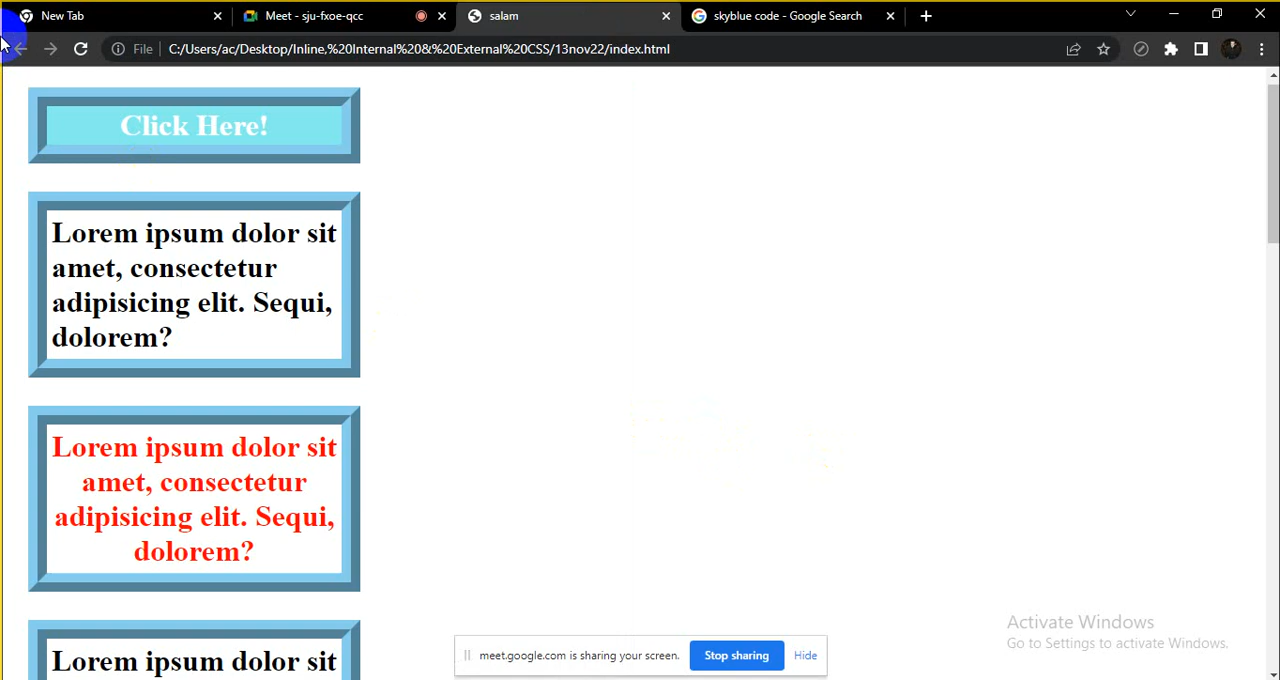 New Tab
Meet - sju-fxoe-qcc
salam
skyblue code - Google Search
File
C:/Users/ac/Desktop/Inline,%20Internal%20&%20External%20CSS/13nov22/index.html
Click Here!
Lorem ipsum dolor sit
amet, consectetur
adipisicing elit. Sequi,
dolorem?
Lorem ipsum dolor sit
amet, consectetur
adipisicing elit. Sequi,
dolorem?
Lorem ipsum dolor sit
Activate Windows
Go to Settings to activate Windows.
meet.google.com is sharing your screen.
Stop sharing
Hide